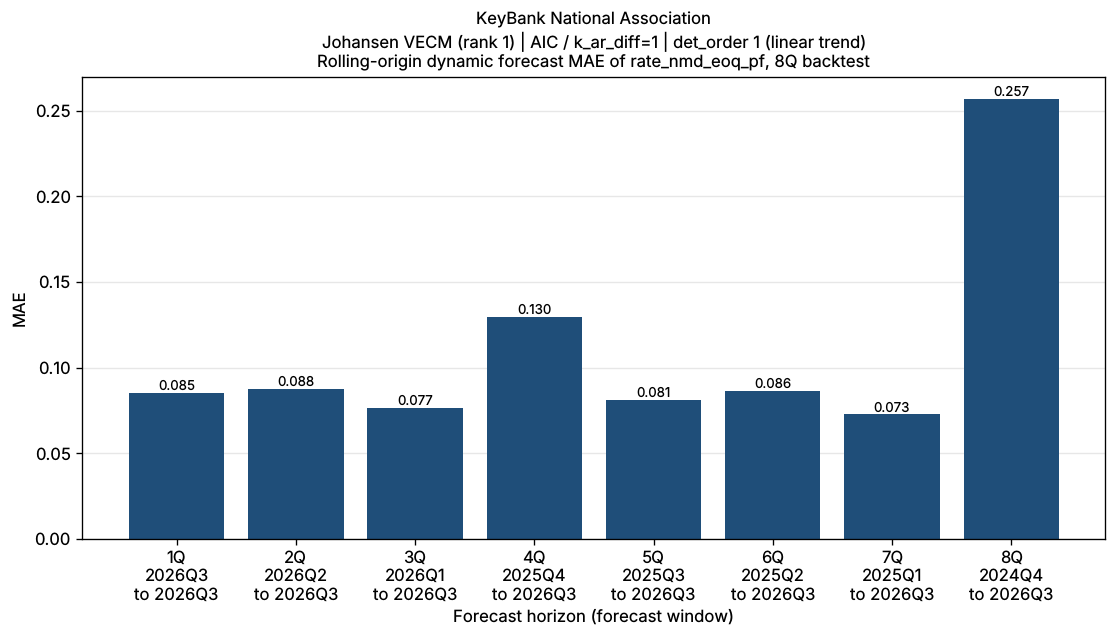 KeyBank National Association
Johansen VECM (rank 1) | AIC / k_ar_diff=1 | det_order 1 (linear trend)
Rolling-origin dynamic forecast MAE of rate_nmd_eoq_pf, 8Q backtest
MAE
0.25
0.20
0.15
0.10
0.05
0.00
0.085
0.088
0.077
0.130
0.081
0.086
0.073
0.257
1Q
2026Q3
to 2026Q3
2Q
2026Q2
to 2026Q3
3Q
2026Q1
to 2026Q3
4Q
2025Q4
to 2026Q3
5Q
2025Q3
to 2026Q3
6Q
2025Q2
to 2026Q3
7Q
2025Q1
to 2026Q3
8Q
2024Q4
to 2026Q3
Forecast horizon (forecast window)